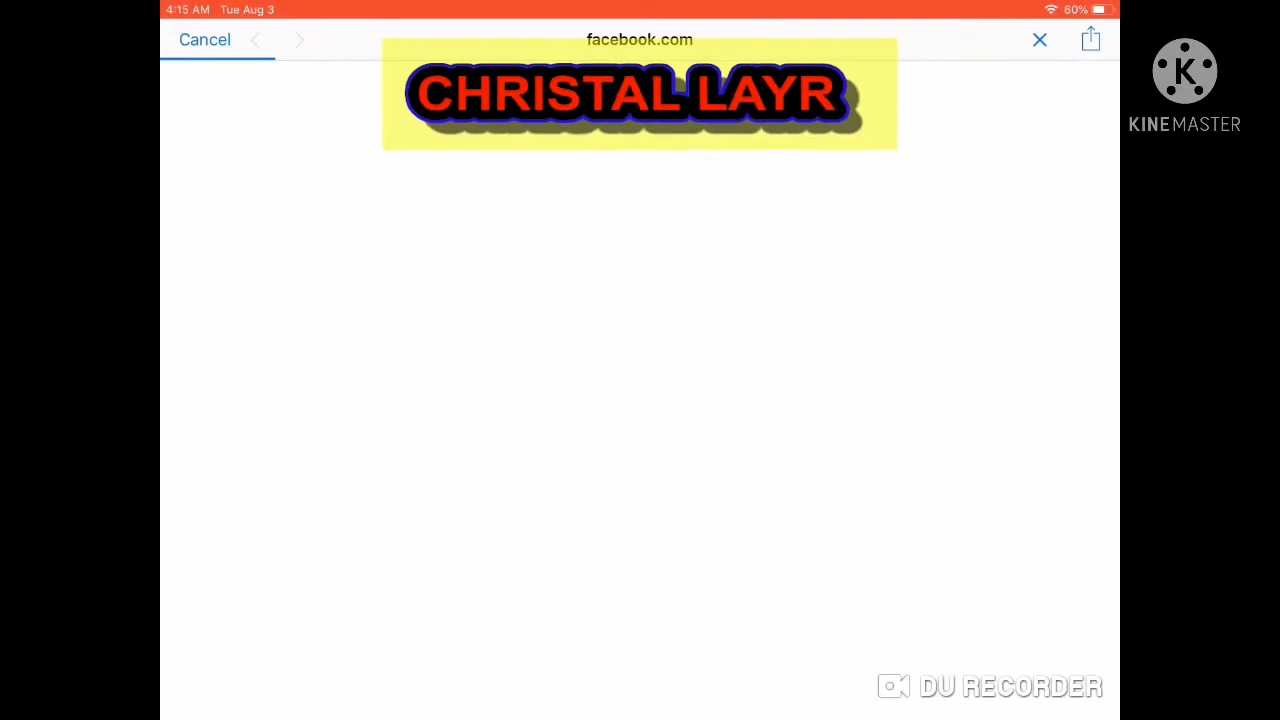 4:15 AM Tue Aug 3
60%
Cancel
facebook.com
CHRISTAL LAYR
K
KINEMASTER
DU RECORDER